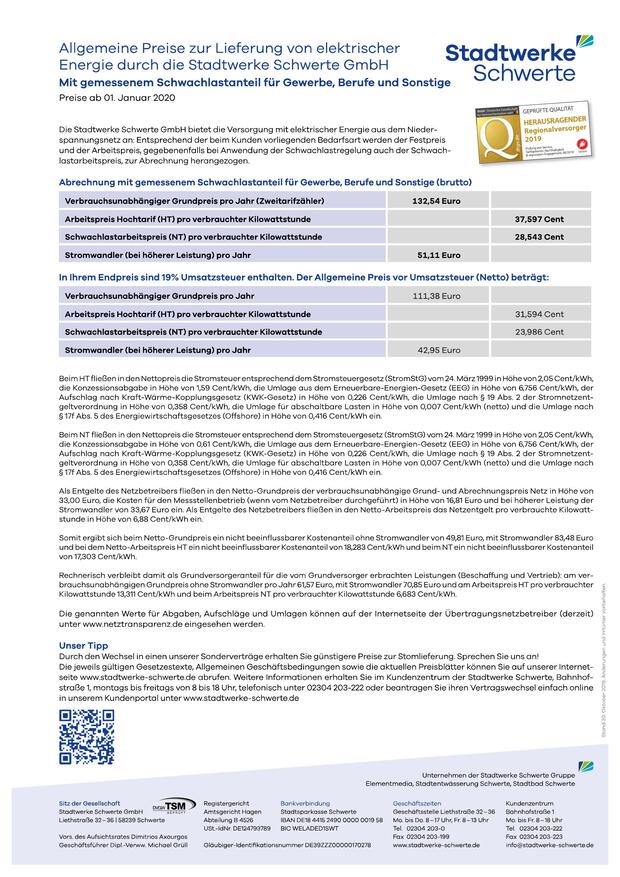 Allgemeine Preise zur Lieferung von elektrischer
Energie durch die Stadtwerke Schwerte GmbH
Mit gemessenem Schwachlastanteil für Gewerbe, Berufe und Sonstige
Preise ab 01. Januar 2020
Stadtwerke
Schwerte
GEPRÜFTE QUALITÄT
HERAUSRAGENDER
Regionalversorger
2019
Die Stadtwerke Schwerte GmbH bietet die Versorgung mit elektrischer Energie aus dem Nieder-
spannungsnetz an: Entsprechend der beim Kunden vorliegenden Bedarfsart werden der Festpreis
und der Arbeitspreis, gegebenenfalls bei Anwendung der Schwachlastregelung auch der Schwach-
lastarbeitspreis, zur Abrechnung herangezogen.
Abrechnung mit gemessenem Schwachlastanteil für Gewerbe, Berufe und Sonstige (brutto)
Verbrauchsunabhängiger Grundpreis pro Jahr (Zweitarifzähler) 132,54 Euro
Arbeitspreis Hochtarif (HT) pro verbrauchter Kilowattstunde 37,597 Cent
Schwachlastarbeitspreis (NT) pro verbrauchter Kilowattstunde 28,543 Cent
Stromwandler (bei höherer Leistung) pro Jahr 51,11 Euro
In Ihrem Endpreis sind 19% Umsatzsteuer enthalten. Der Allgemeine Preis vor Umsatzsteuer (Netto) beträgt:
Verbrauchsunabhängiger Grundpreis pro Jahr 111,38 Euro
Arbeitspreis Hochtarif (HT) pro verbrauchter Kilowattstunde 31,594 Cent
Schwachlastarbeitspreis (NT) pro verbrauchter Kilowattstunde 23,986 Cent
Stromwandler (bei höherer Leistung) pro Jahr 42,95 Euro
Beim HT fließen in den Nettopreis die Stromsteuer entsprechend dem Stromsteuergesetz (StromStG) vom 24. März 1999 in Höhe von 2,05 Cent/kWh,
die Konzessionsabgabe in Höhe von 1,59 Cent/kWh, die Umlage aus dem Erneuerbare-Energien-Gesetz (EEG) in Höhe von 6,756 Cent/kWh, der
Aufschlag nach Kraft-Wärme-Kopplungsgesetz (KWK-Gesetz) in Höhe von 0,226 Cent/kWh, die Umlage nach § 19 Abs. 2 der Stromnetzent-
geltverordnung in Höhe von 0,358 Cent/kWh, die Umlage für abschaltbare Lasten in Höhe von 0,007 Cent/kWh (netto) und die Umlage nach
§ 17f Abs. 5 des Energiewirtschaftsgesetzes (Offshore) in Höhe von 0,416 Cent/kWh ein.
Beim NT fließen in den Nettopreis die Stromsteuer entsprechend dem Stromsteuergesetz (StromStG) vom 24. März 1999 in Höhe von 2,05 Cent/kWh,
die Konzessionsabgabe in Höhe von 0,61 Cent/kWh, die Umlage aus dem Erneuerbare-Energien-Gesetz (EEG) in Höhe von 6,756 Cent/kWh, der
Aufschlag nach Kraft-Wärme-Kopplungsgesetz (KWK-Gesetz) in Höhe von 0,226 Cent/kWh, die Umlage nach § 19 Abs. 2 der Stromnetzent-
geltverordnung in Höhe von 0,358 Cent/kWh, die Umlage für abschaltbare Lasten in Höhe von 0,007 Cent/kWh (netto) und die Umlage nach
§ 17f Abs. 5 des Energiewirtschaftsgesetzes (Offshore) in Höhe von 0,416 Cent/kWh ein.
Als Entgelte des Netzbetreibers fließen in den Netto-Grundpreis der verbrauchsunabhängige Grund- und Abrechnungspreis Netz in Höhe von
33,00 Euro, die Kosten für den Messstellenbetrieb (wenn vom Netzbetreiber durchgeführt) in Höhe von 16,81 Euro und bei höherer Leistung der
Stromwandler von 33,67 Euro ein. Als Entgelte des Netzbetreibers fließen in den Netto-Arbeitspreis das Netzentgelt pro verbrauchte Kilowatt-
stunde in Höhe von 6,88 Cent/kWh ein.
Somit ergibt sich beim Netto-Grundpreis ein nicht beeinflussbarer Kostenanteil ohne Stromwandler von 49,81 Euro, mit Stromwandler 83,48 Euro
und bei dem Netto-Arbeitspreis HT ein nicht beeinflussbarer Kostenanteil von 18,283 Cent/kWh und beim NT ein nicht beeinflussbarer Kostenanteil
von 17,303 Cent/kWh.
Rechnerisch verbleibt damit als Grundversorgeranteil für die vom Grundversorger erbrachten Leistungen (Beschaffung und Vertrieb): am ver-
brauchsunabhängigen Grundpreis ohne Stromwandler pro Jahr 61,57 Euro, mit Stromwandler 70,85 Euro und am Arbeitspreis HT pro verbrauchter
Kilowattstunde 13,311 Cent/kWh und beim Arbeitspreis NT pro verbrauchter Kilowattstunde 6,683 Cent/kWh.
Die genannten Werte für Abgaben, Aufschläge und Umlagen können auf der Internetseite der Übertragungsnetzbetreiber (derzeit)
unter www.netztransparenz.de eingesehen werden.
Unser Tipp
Durch den Wechsel in einen unserer Sonderverträge erhalten Sie günstigere Preise zur Stomlieferung. Sprechen Sie uns an!
Die jeweils gültigen Gesetzestexte, Allgemeinen Geschäftsbedingungen sowie die aktuellen Preisblätter können Sie auf unserer Internet-
seite www.stadtwerke-schwerte.de abrufen. Weitere Informationen erhalten Sie im Kundenzentrum der Stadtwerke Schwerte, Bahnhof-
straße 1, montags bis freitags von 8 bis 18 Uhr, telefonisch unter 02304 203-222 oder beantragen Sie ihren Vertragswechsel einfach online
in unserem Kundenportal unter www.stadtwerke-schwerte.de
Stand 20. Oktober 2019. Änderungen und Irrtümer vorbehalten.
Unternehmen der Stadtwerke Schwerte Gruppe
Elementmedia, Stadtentwässerung Schwerte, Stadtbad Schwerte
Sitz der Gesellschaft
Stadtwerke Schwerte GmbH
Liethstraße 32 – 36 | 58239 Schwerte
Vors. des Aufsichtsrates Dimitrios Axourgos
Geschäftsführer Dipl.-Verww. Michael Grüll
TSM
GEPRÜFT
Registergericht
Amtsgericht Hagen
Abteilung B 4526
USt.-IdNr. DE124793789
Gläubiger-Identifikationsnummer DE39ZZZ00000170278
Bankverbindung
Stadtsparkasse Schwerte
IBAN DE18 4415 2490 0000 0019 58
BIC WELADED1SWT
Geschäftszeiten
Geschäftsstelle Liethstraße 32–36
Mo. bis Do. 8–17 Uhr, Fr. 8–13 Uhr
Tel. 02304 203-0
Fax 02304 203-199
www.stadtwerke-schwerte.de
Kundenzentrum
Bahnhofstraße 1
Mo. bis Fr. 8–18 Uhr
Tel. 02304 203-222
Fax 02304 203-223
info@stadtwerke-schwerte.de